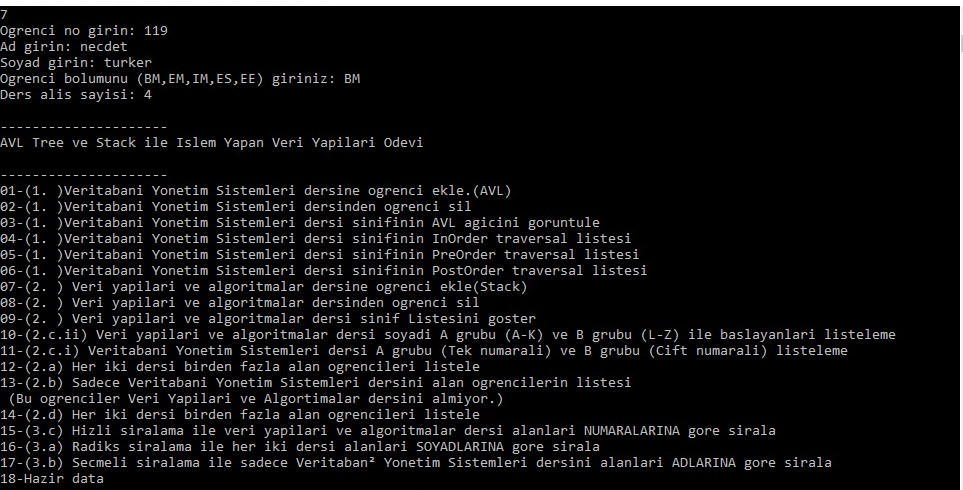 7
Ogrenci no girin: 119
Ad girin: necdet
Soyad girin: turker
Ogrenci bolumunu (BM,EM,IM,ES,EE) giriniz: BM
Ders alis sayisi: 4
---------------------
AVL Tree ve Stack ile Islem Yapan Veri Yapilari Odevi
---------------------
01-(1. )Veritabani Yonetim Sistemleri dersine ogrenci ekle.(AVL)
02-(1. )Veritabani Yonetim Sistemleri dersinden ogrenci sil
03-(1. )Veritabani Yonetim Sistemleri dersi sinifinin AVL agicini goruntule
04-(1. )Veritabani Yonetim Sistemleri dersi sinifinin InOrder traversal listesi
05-(1. )Veritabani Yonetim Sistemleri dersi sinifinin PreOrder traversal listesi
06-(1. )Veritabani Yonetim Sistemleri dersi sinifinin PostOrder traversal listesi
07-(2. ) Veri yapilari ve algoritmalar dersine ogrenci ekle(Stack)
08-(2. ) Veri yapilari ve algoritmalar dersinden ogrenci sil
09-(2. ) Veri yapilari ve algoritmalar dersi sinif Listesini goster
10-(2.c.ii) Veri yapilari ve algoritmalar dersi soyadi A grubu (A-K) ve B grubu (L-Z) ile baslayanlari listeleme
11-(2.c.i) Veritabani Yonetim Sistemleri dersi A grubu (Tek numarali) ve B grubu (Cift numarali) listeleme
12-(2.a) Her iki dersi birden fazla alan ogrencileri listele
13-(2.b) Sadece Veritabani Yonetim Sistemleri dersini alan ogrencilerin listesi
(Bu ogrenciler Veri Yapilari ve Algortimalar dersini almiyor.)
14-(2.d) Her iki dersi birden fazla alan ogrencileri listele
15-(3.c) Hizli siralama ile veri yapilari ve algoritmalar dersi alanlari NUMARALARINA gore sirala
16-(3.a) Radiks siralama ile her iki dersi alanlari SOYADLARINA gore sirala
17-(3.b) Secmeli siralama ile sadece Veritaban² Yonetim Sistemleri dersini alanlari ADLARINA gore sirala
18-Hazir data